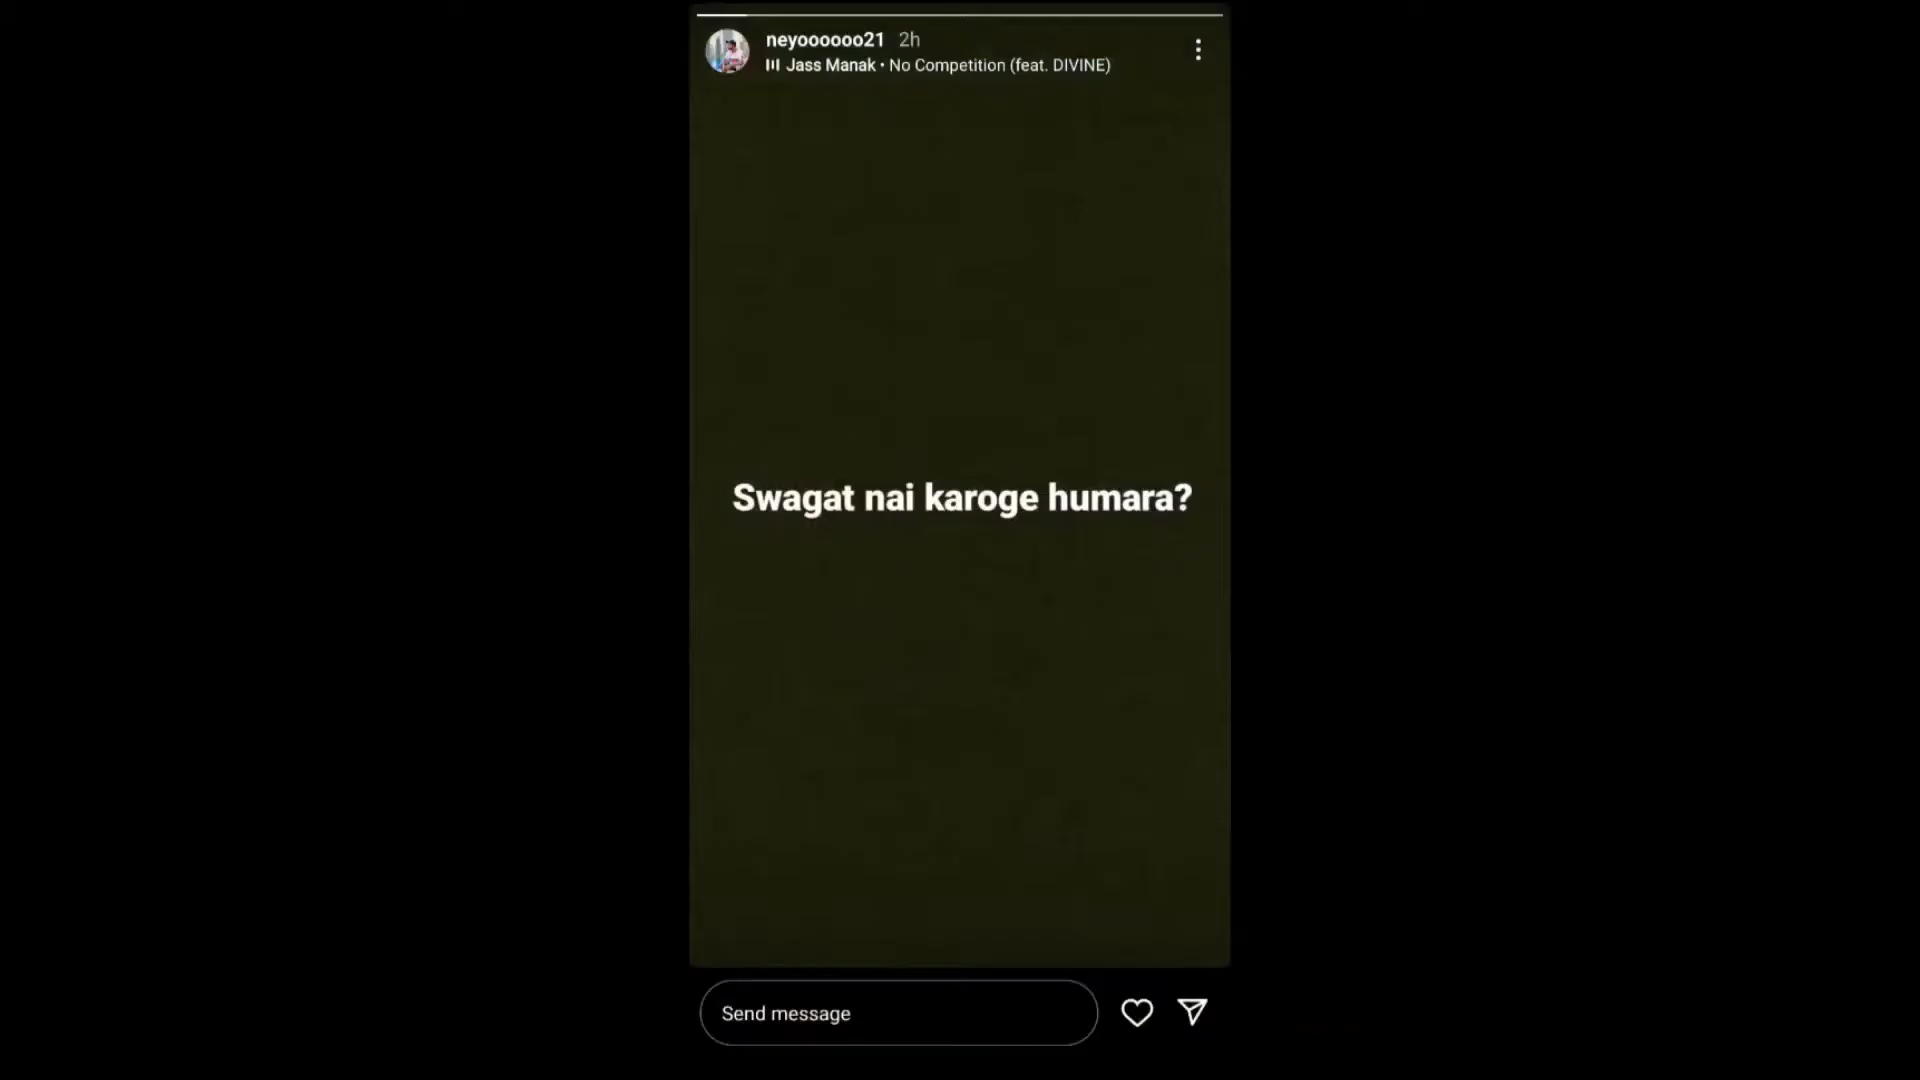 neyoooooo21 2h
Jass Manak • No Competition (feat. DIVINE)
Swagat nai karoge humara?
Send message